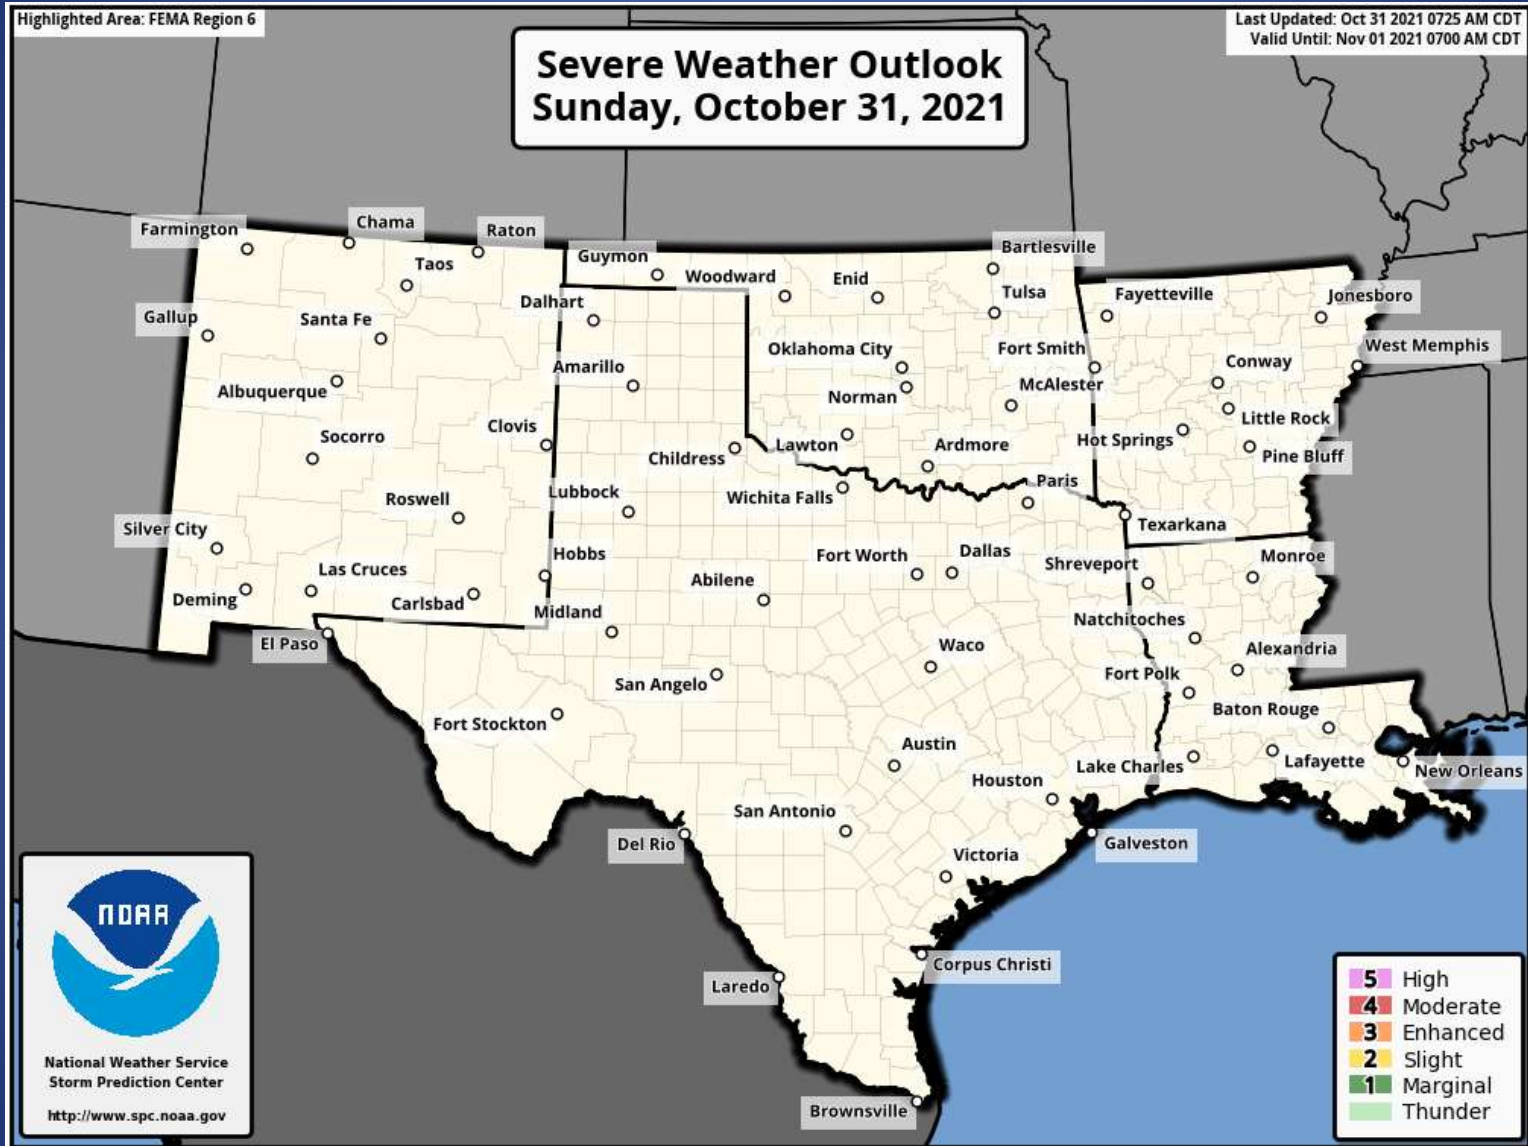 Highlighted Area: FEMA Region 6
Last Updated: Oct 31 2021 0725 AM CDT
Valid Until: Nov 01 2021 0700 AM CDT
Severe Weather Outlook
Sunday, October 31, 2021
Farmington
Chama
Raton
Taos
Guymon
Woodward
Enid
Bartlesville
Tulsa
Fayetteville
Jonesboro
Gallup
Santa Fe
Dalhart
Oklahoma City
Fort Smith
West Memphis
Conway
Albuquerque
Amarillo
Norman
McAlester
Little Rock
Socorro
Clovis
Childress
Lawton
Ardmore
Hot Springs
Pine Bluff
Roswell
Lubbock
Wichita Falls
Paris
Texarkana
Silver City
Las Cruces
Hobbs
Abilene
Fort Worth
Dallas
Shreveport
Monroe
Deming
Carlsbad
Midland
Natchitoches
El Paso
San Angelo
Waco
Alexandria
Fort Polk
Fort Stockton
Austin
Baton Rouge
Houston
Lake Charles
Lafayette
New Orleans
San Antonio
Del Rio
Galveston
Victoria
Corpus Christi
Laredo
Brownsville
NOAA
National Weather Service
Storm Prediction Center
http://www.spc.noaa.gov
5 High
4 Moderate
3 Enhanced
2 Slight
1 Marginal
Thunder